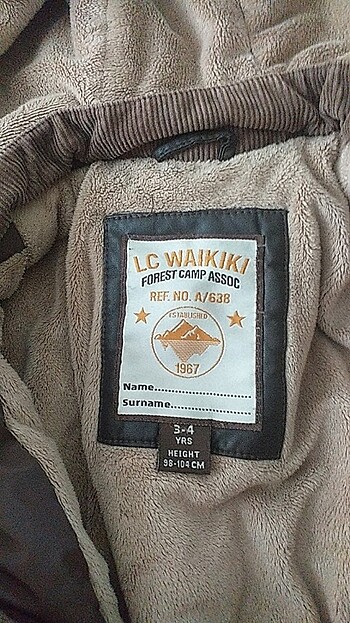 LC WAIKIKI
FOREST CAMP ASSOC
REF. NO. A/638
ESTABLISHED
1967
Name..........................
Surname......................
3-4
YRS
HEIGHT
98-104 CM